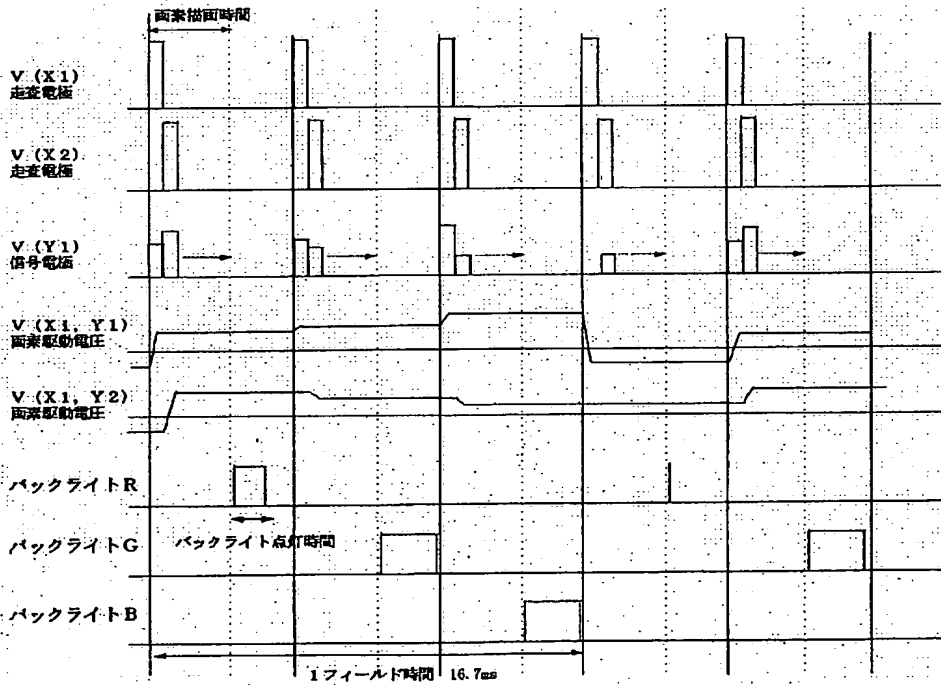 画素描画時間
V (X1)
走査電極
V (X2)
走査電極
V (Y1)
信号電極
V (X1, Y1)
画素駆動電圧
V (X1, Y2)
画素駆動電圧
バックライトR
バックライト点灯時間
バックライトG
バックライトB
1フィールド時間 16.7ms